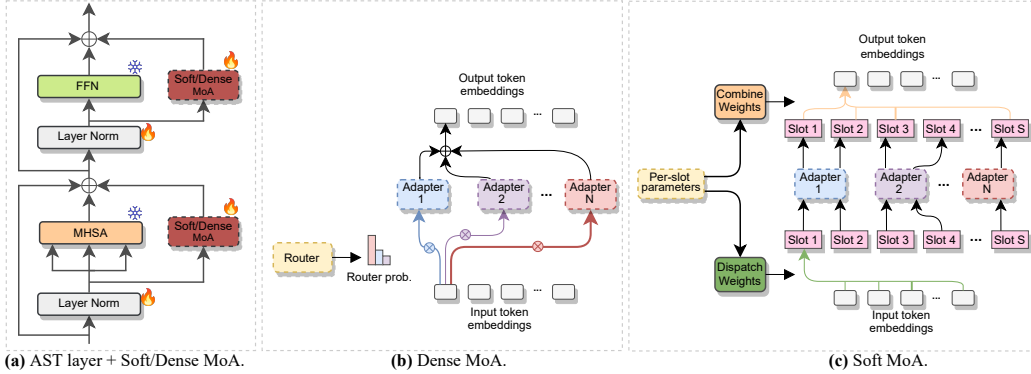 FFN
Soft/Dense
MoA
Layer Norm
MHSA
Soft/Dense
MoA
Layer Norm
(a) AST layer + Soft/Dense MoA.
Output token
embeddings
...
Adapter
1
Adapter
2
...
Adapter
N
Router
Router prob.
...
Input token
embeddings
(b) Dense MoA.
Output token
embeddings
...
Combine
Weights
Slot 1
Slot 2
Slot 3
Slot 4
...
Slot S
Per-slot
parameters
Adapter
1
Adapter
2
...
Adapter
N
Slot 1
Slot 2
Slot 3
Slot 4
...
Slot S
Dispatch
Weights
...
Input token
embeddings
(c) Soft MoA.